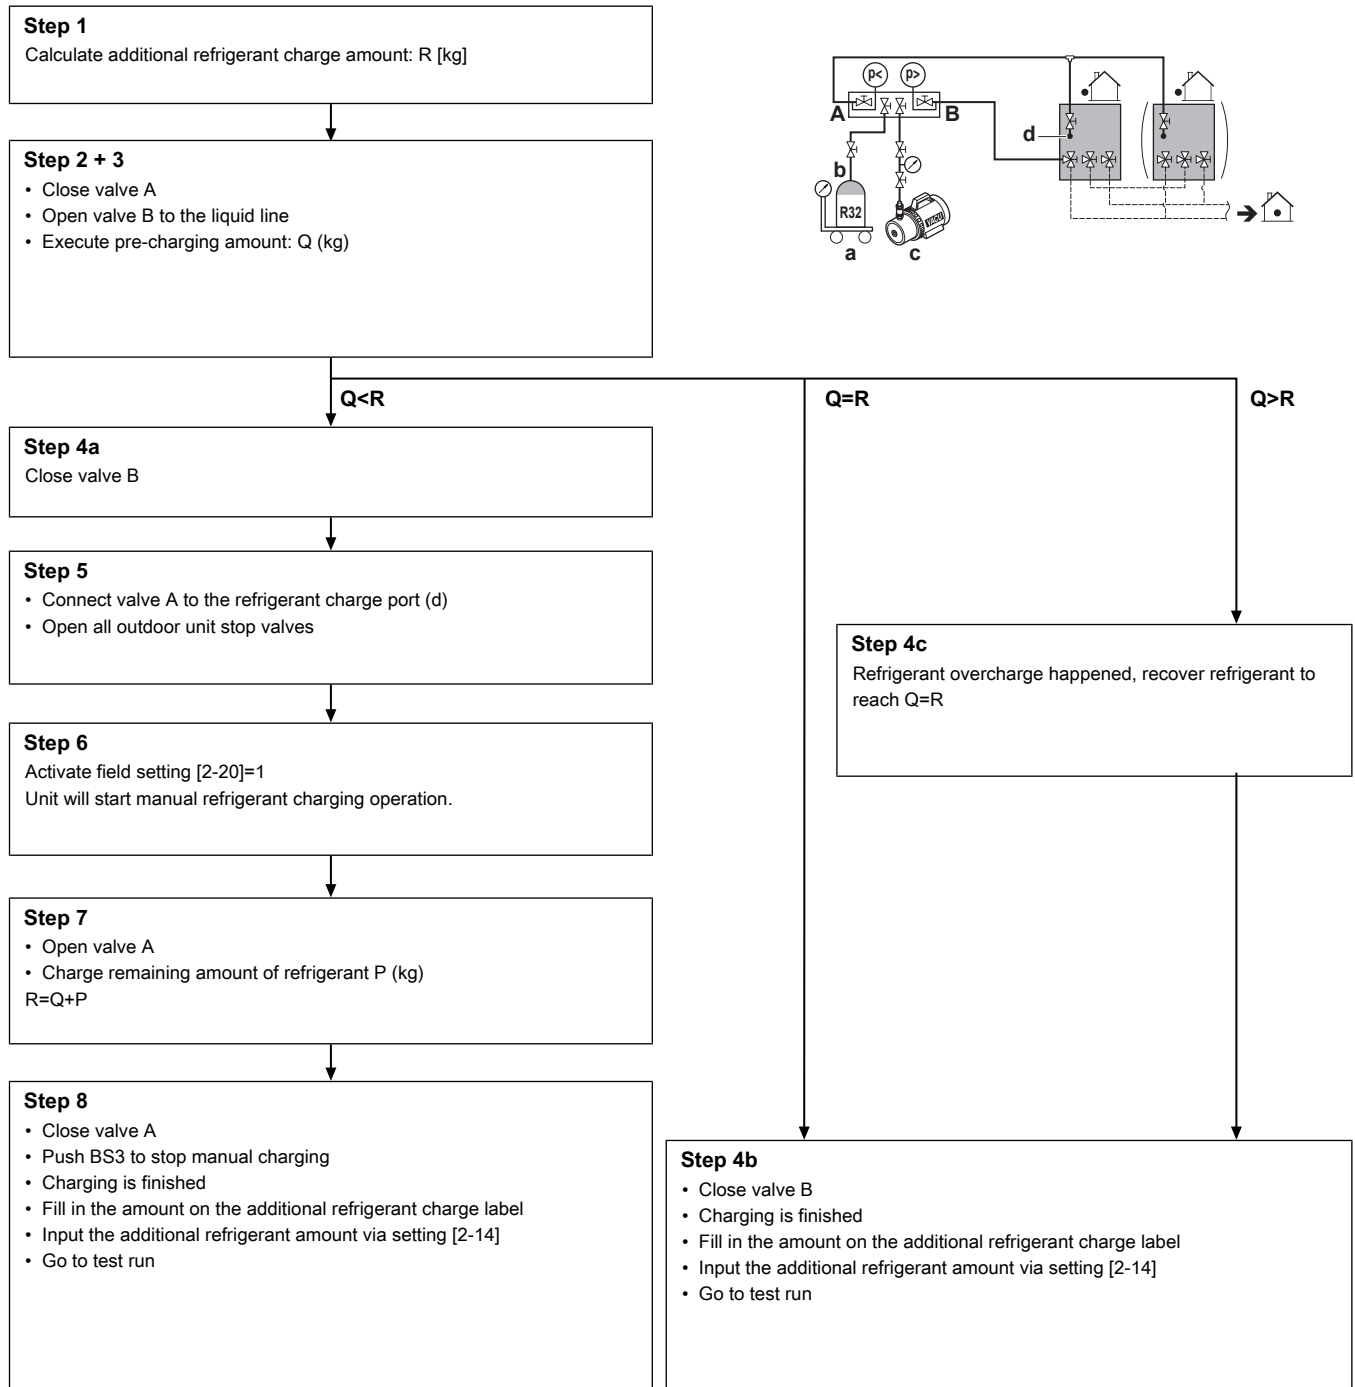 Step 1
Calculate additional refrigerant charge amount: R [kg]
Step 2 + 3
• Close valve A
• Open valve B to the liquid line
• Execute pre-charging amount: Q (kg)
p<
p>
A
B
d
b
R32
VACU
a
c
Q<R
Q=R
Q>R
Step 4a
Close valve B
Step 5
• Connect valve A to the refrigerant charge port (d)
• Open all outdoor unit stop valves
Step 4c
Refrigerant overcharge happened, recover refrigerant to
reach Q=R
Step 6
Activate field setting [2-20]=1
Unit will start manual refrigerant charging operation.
Step 7
• Open valve A
• Charge remaining amount of refrigerant P (kg)
R=Q+P
Step 8
• Close valve A
• Push BS3 to stop manual charging
• Charging is finished
• Fill in the amount on the additional refrigerant charge label
• Input the additional refrigerant amount via setting [2-14]
• Go to test run
Step 4b
• Close valve B
• Charging is finished
• Fill in the amount on the additional refrigerant charge label
• Input the additional refrigerant amount via setting [2-14]
• Go to test run